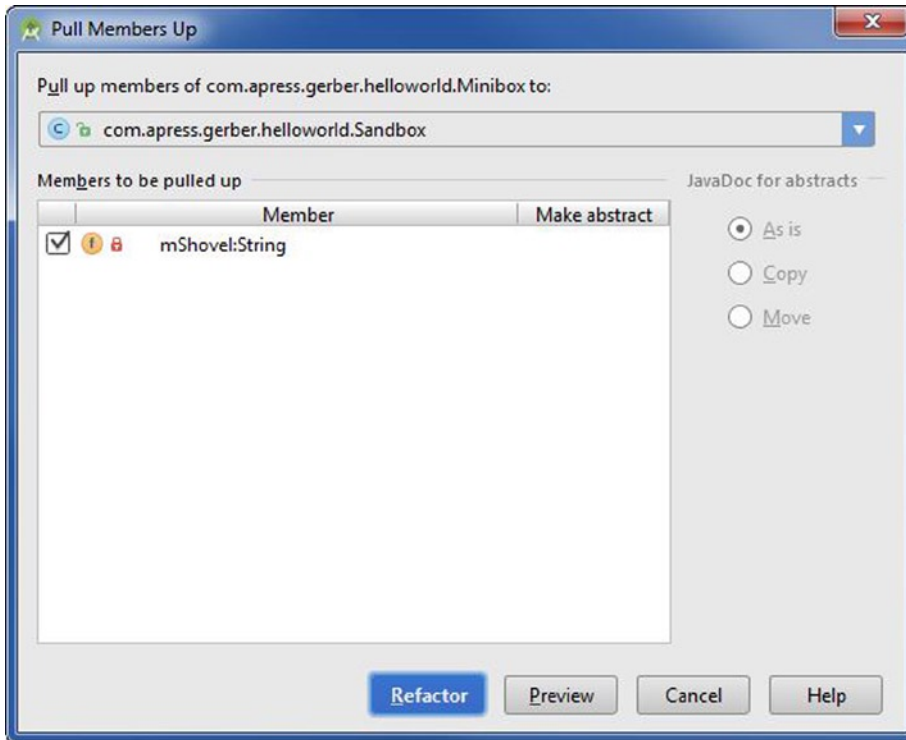 Pull Members Up
Pull up members of com.apress.gerber.helloworld.Minibox to:
com.apress.gerber.helloworld.Sandbox
Members to be pulled up
JavaDoc for abstracts
Member
Make abstract
mShovel:String
As is
Copy
Move
Refactor
Preview
Cancel
Help